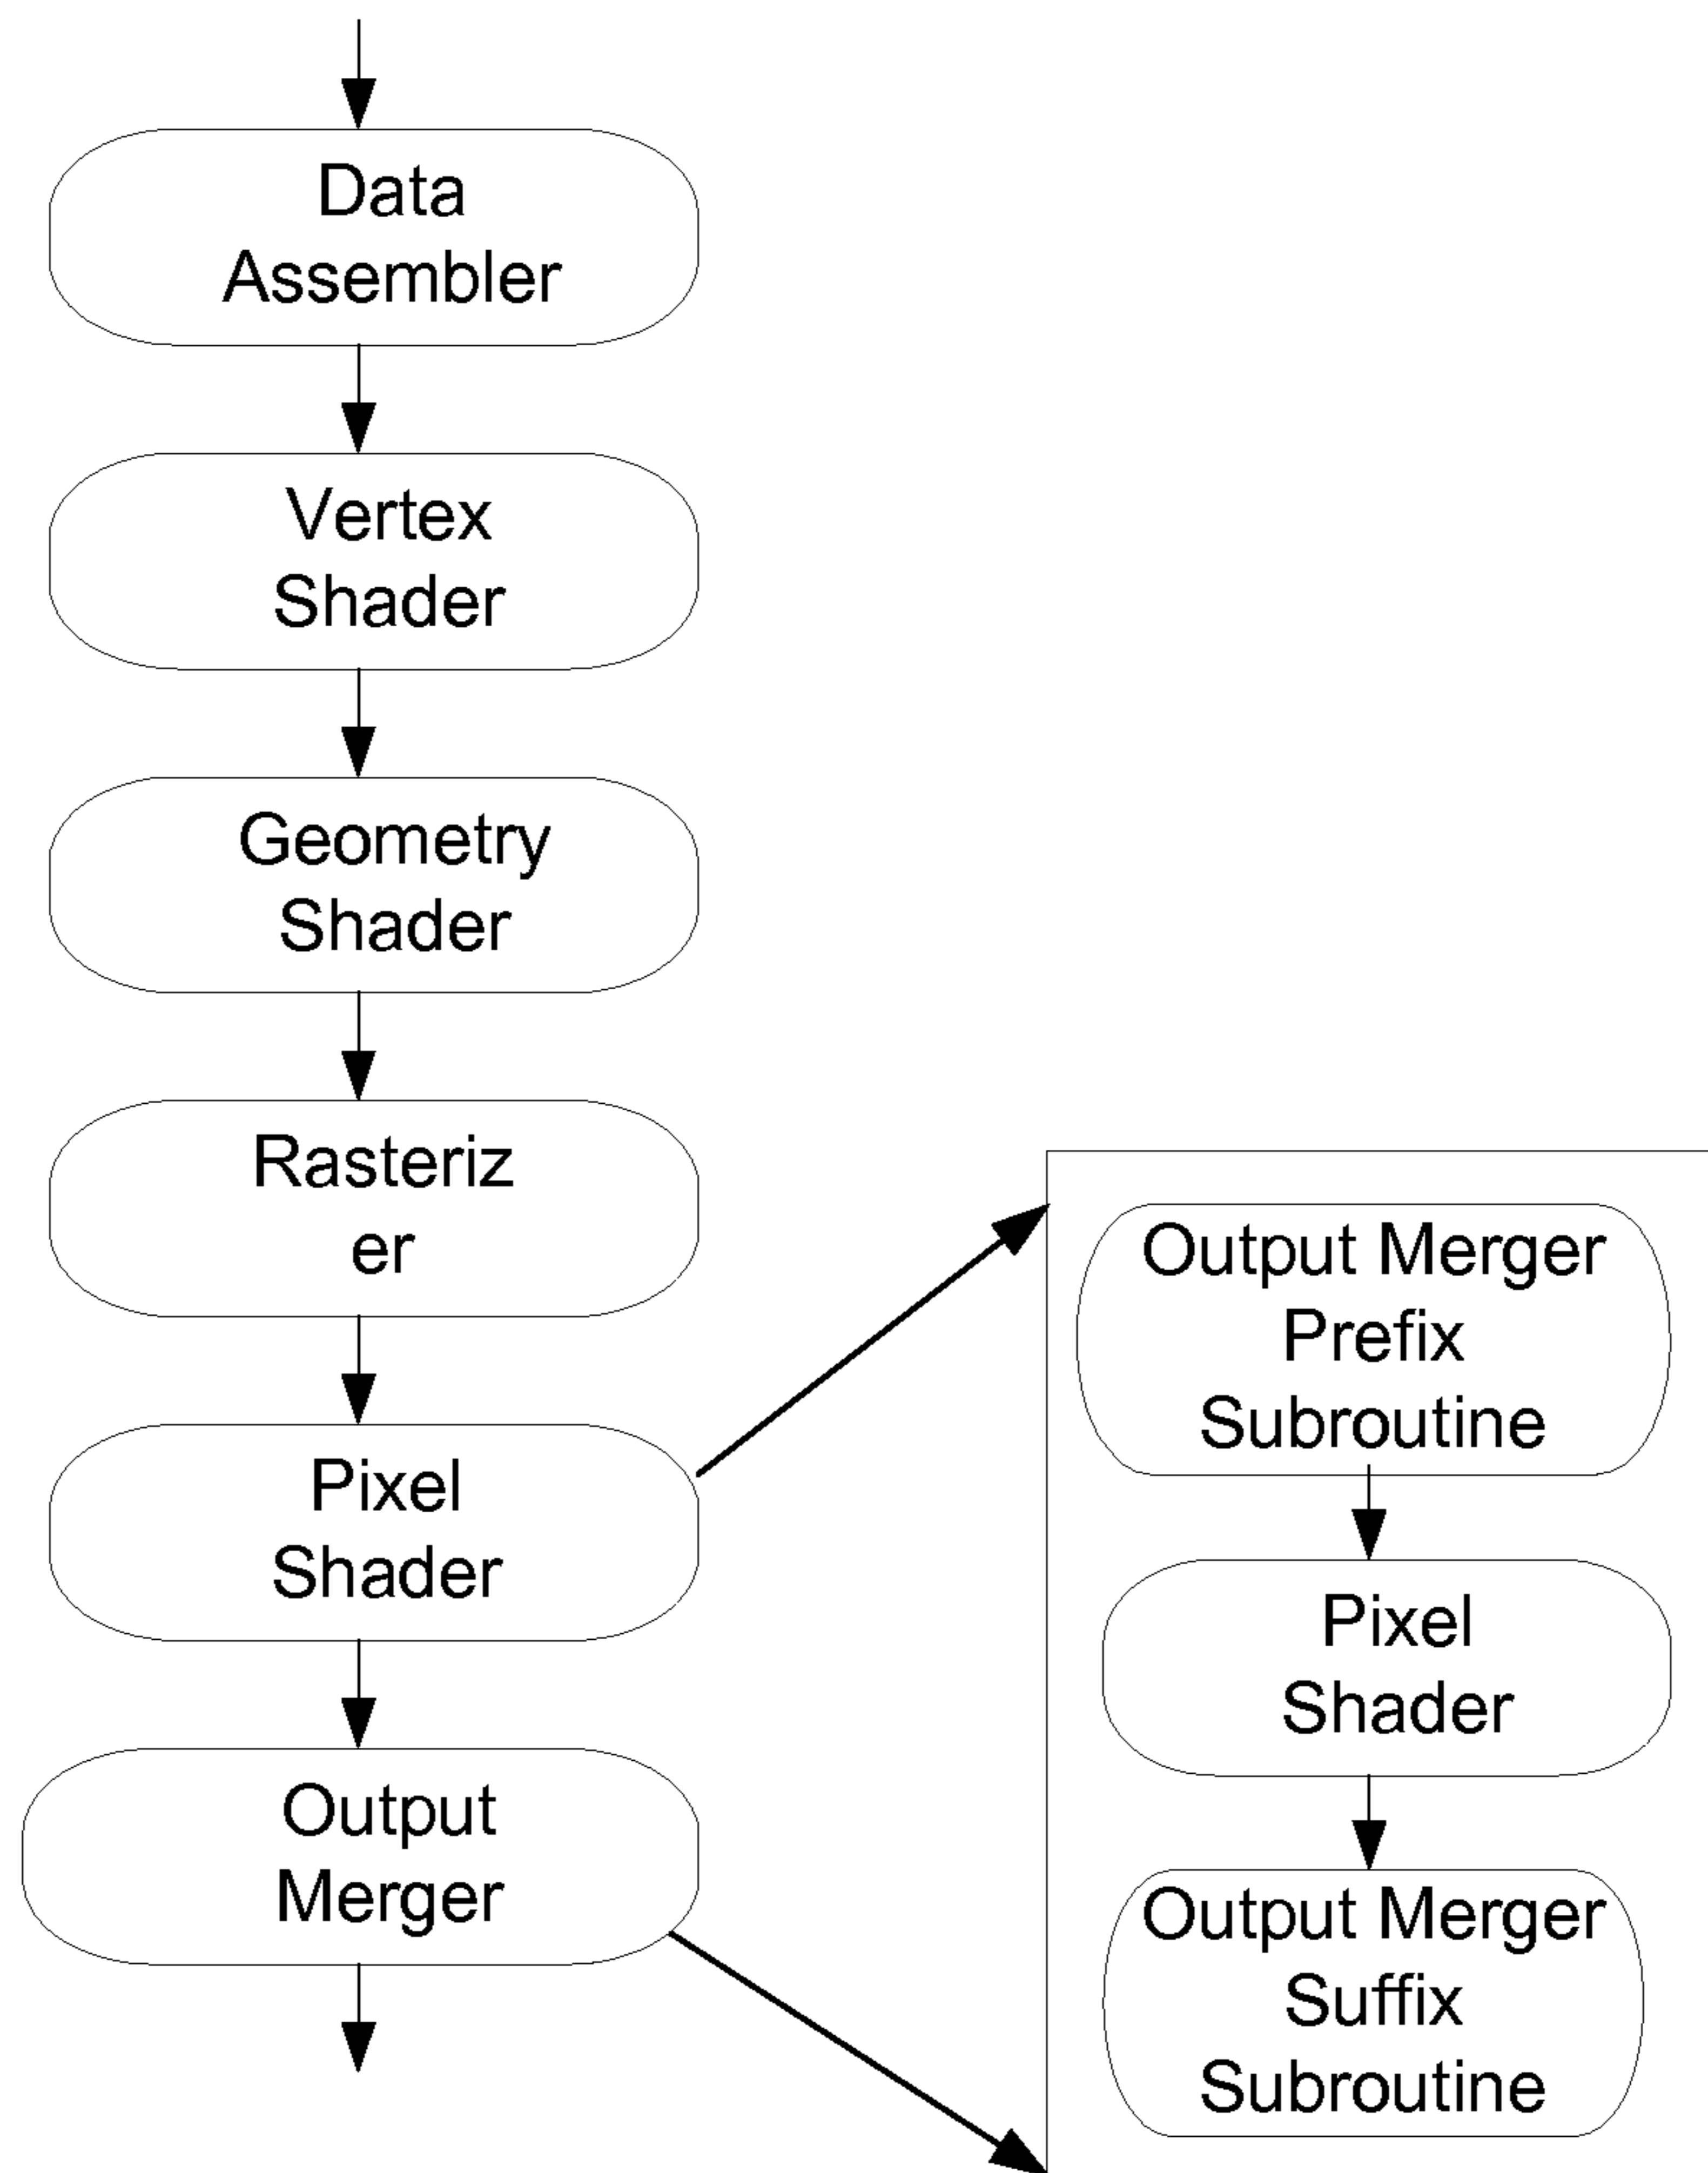 Data
Assembler
Vertex
Shader
Geometry
Shader
Rasteriz
er
Pixel
Shader
Output
Merger
Output Merger
Prefix
Subroutine
Pixel
Shader
Output Merger
Suffix
Subroutine